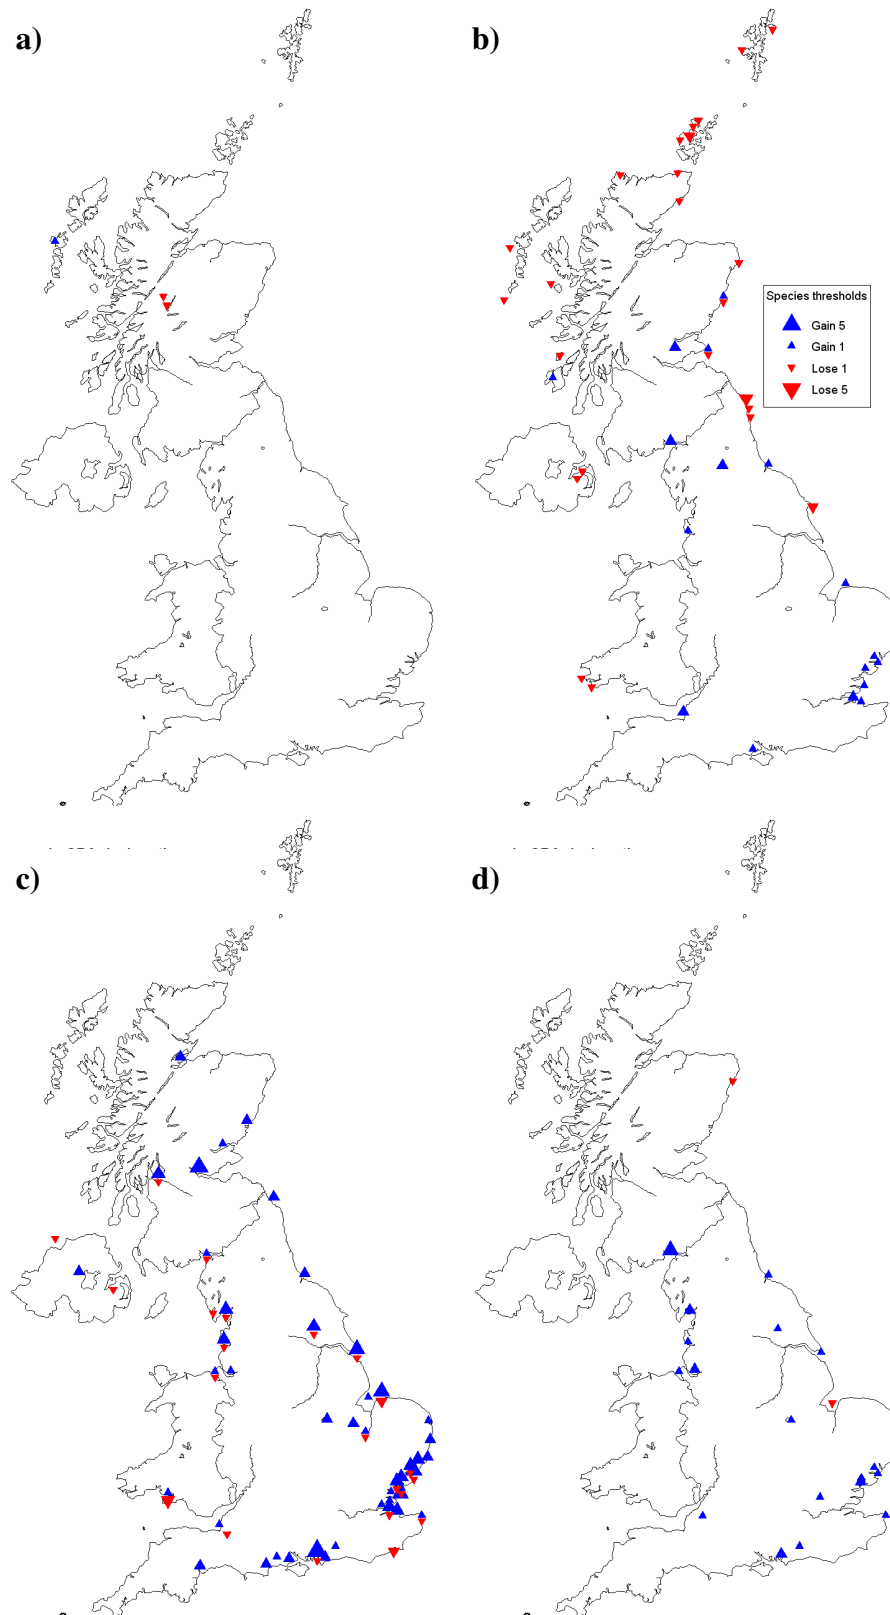 a)
b)
Species thresholds
Gain 5
Gain 1
Lose 1
Lose 5
c)
d)